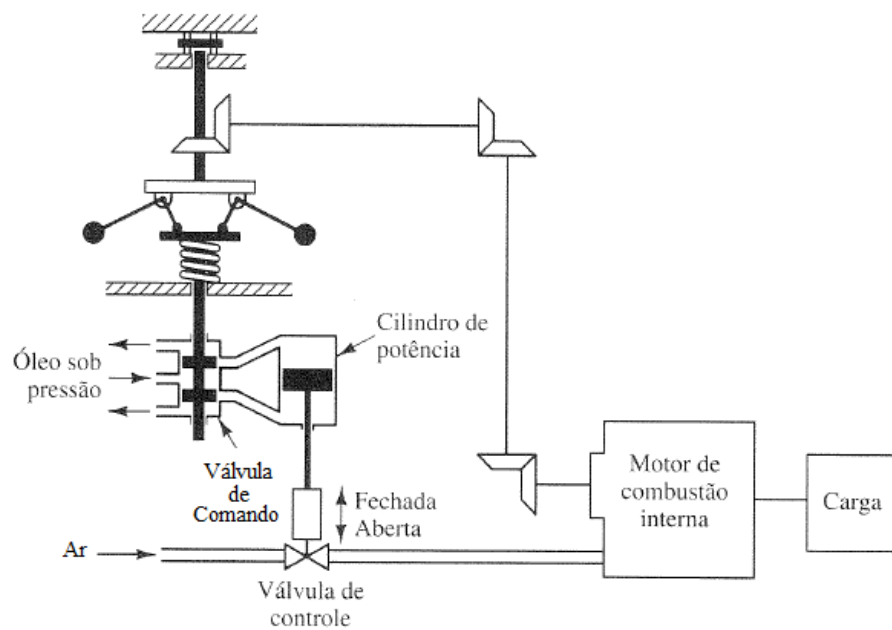 Cilindro de
potência
Óleo sob
pressão
Válvula
de
Comando
Fechada
Aberta
Motor de
combustão
interna
Carga
Ar
Válvula de
controle